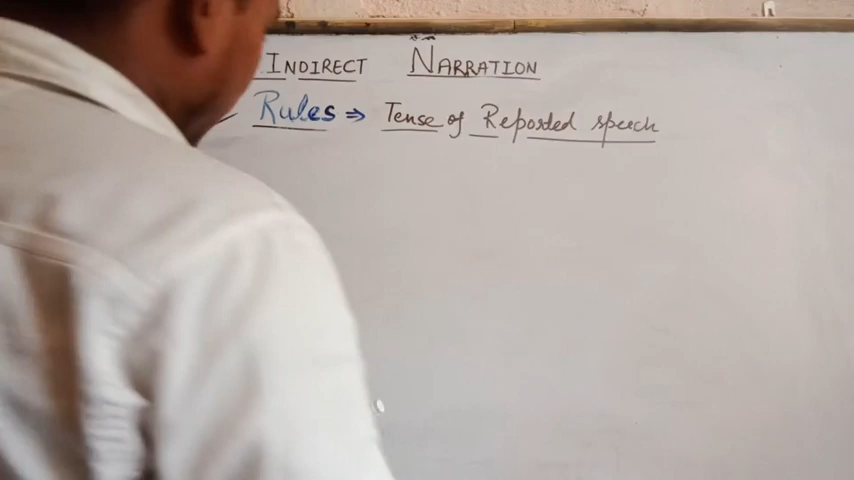 INDIRECT NARRATION
Rules ⇒ Tense of Reported speech